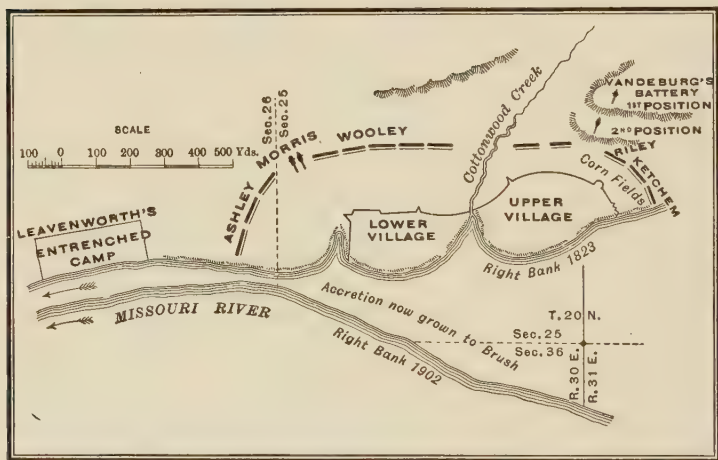 VANDEBURG'S
BATTERY
1ST POSITION
2ND POSITION
Cottonwood Creek
SCALE
100 0 100 200 300 400 500 Yds.
Sec. 26
Sec. 25
ASHLEY
MORRIS
WOOLEY
RILEY
KETCHEM
Corn Fields
LEAVENWORTH'S
ENTRENCHED
CAMP
LOWER
VILLAGE
UPPER
VILLAGE
Right Bank 1823
MISSOURI RIVER
Accretion now grown to Brush
Right Bank 1902
T. 20 N.
Sec. 25
Sec. 36
R. 30 E.
R. 31 E.